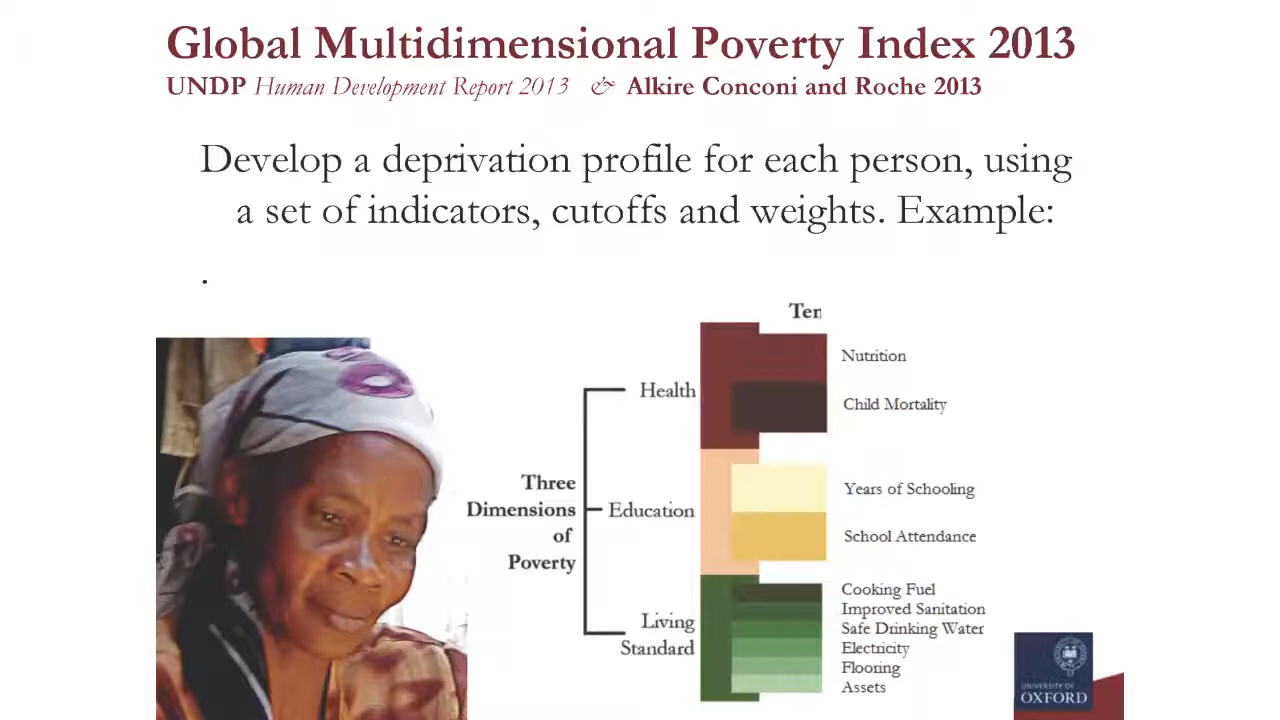 Global Multidimensional Poverty Index 2013
UNDP Human Development Report 2013 & Alkire Conconi and Roche 2013
Develop a deprivation profile for each person, using
a set of indicators, cutoffs and weights. Example:
.
Ten
Health
Nutrition
Child Mortality
Three
Dimensions
of
Poverty
Education
Years of Schooling
School Attendance
Living
Standard
Cooking Fuel
Improved Sanitation
Safe Drinking Water
Electricity
Flooring
Assets
UNIVERSITY OF
OXFORD